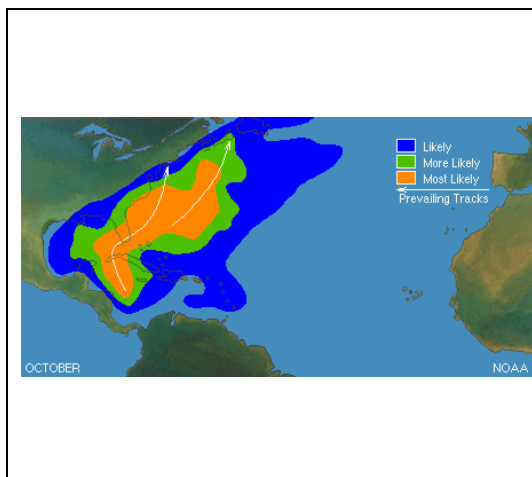 Likely
More Likely
Most Likely
Prevailing Tracks
OCTOBER
NOAA